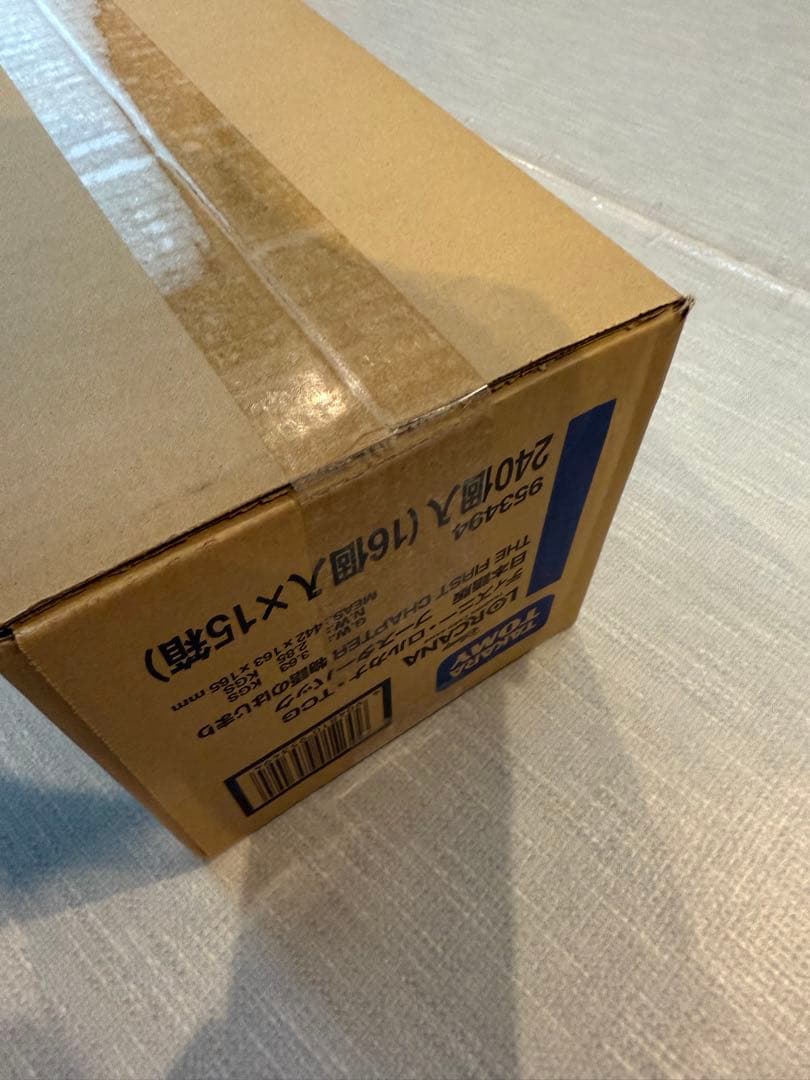 TAKARA
TOMY
LORCANA
ディズニー・ロルカナ・TCG
日本語版 ブースターパック
THE FIRST CHAPTER 物語のはじまり
953494
G.W.: 3.63 KGS
N.W.: 2.85 KGS
MEAS.: 442×163×165 mm
240個入(16個入×15箱)